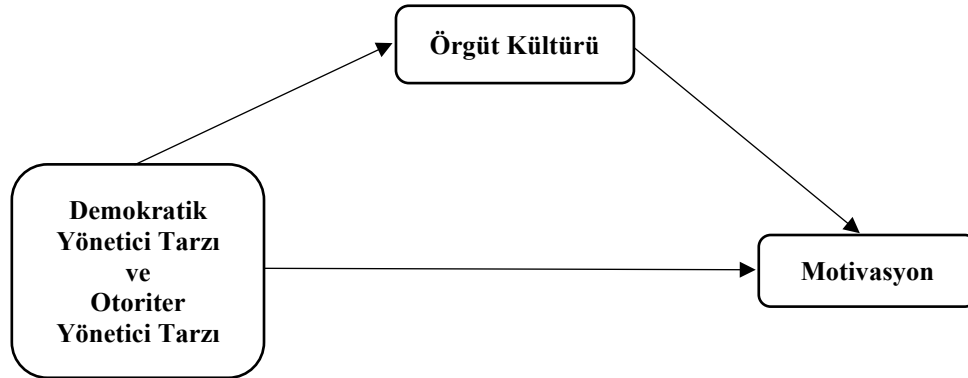 Örgüt Kültürü
Demokratik
Yönetici Tarzı
ve
Otoriter
Yönetici Tarzı
Motivasyon